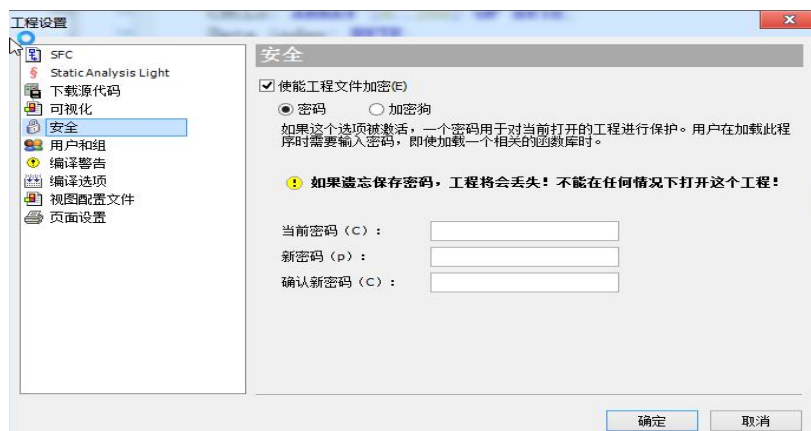 工程设置
SFC
Static Analysis Light
下载源代码
可视化
安全
用户和组
编译警告
编译选项
视图配置文件
页面设置
安全
使能工程文件加密(E)
密码 加密狗
如果这个选项被激活，一个密码用于对当前打开的工程进行保护。用户在加载此程
序时需要输入密码，即使加载一个相关的函数库时。
如果遗忘保存密码，工程将会丢失！不能在任何情况下打开这个工程！
当前密码（C）：
新密码（p）：
确认新密码（C）：
确定 取消